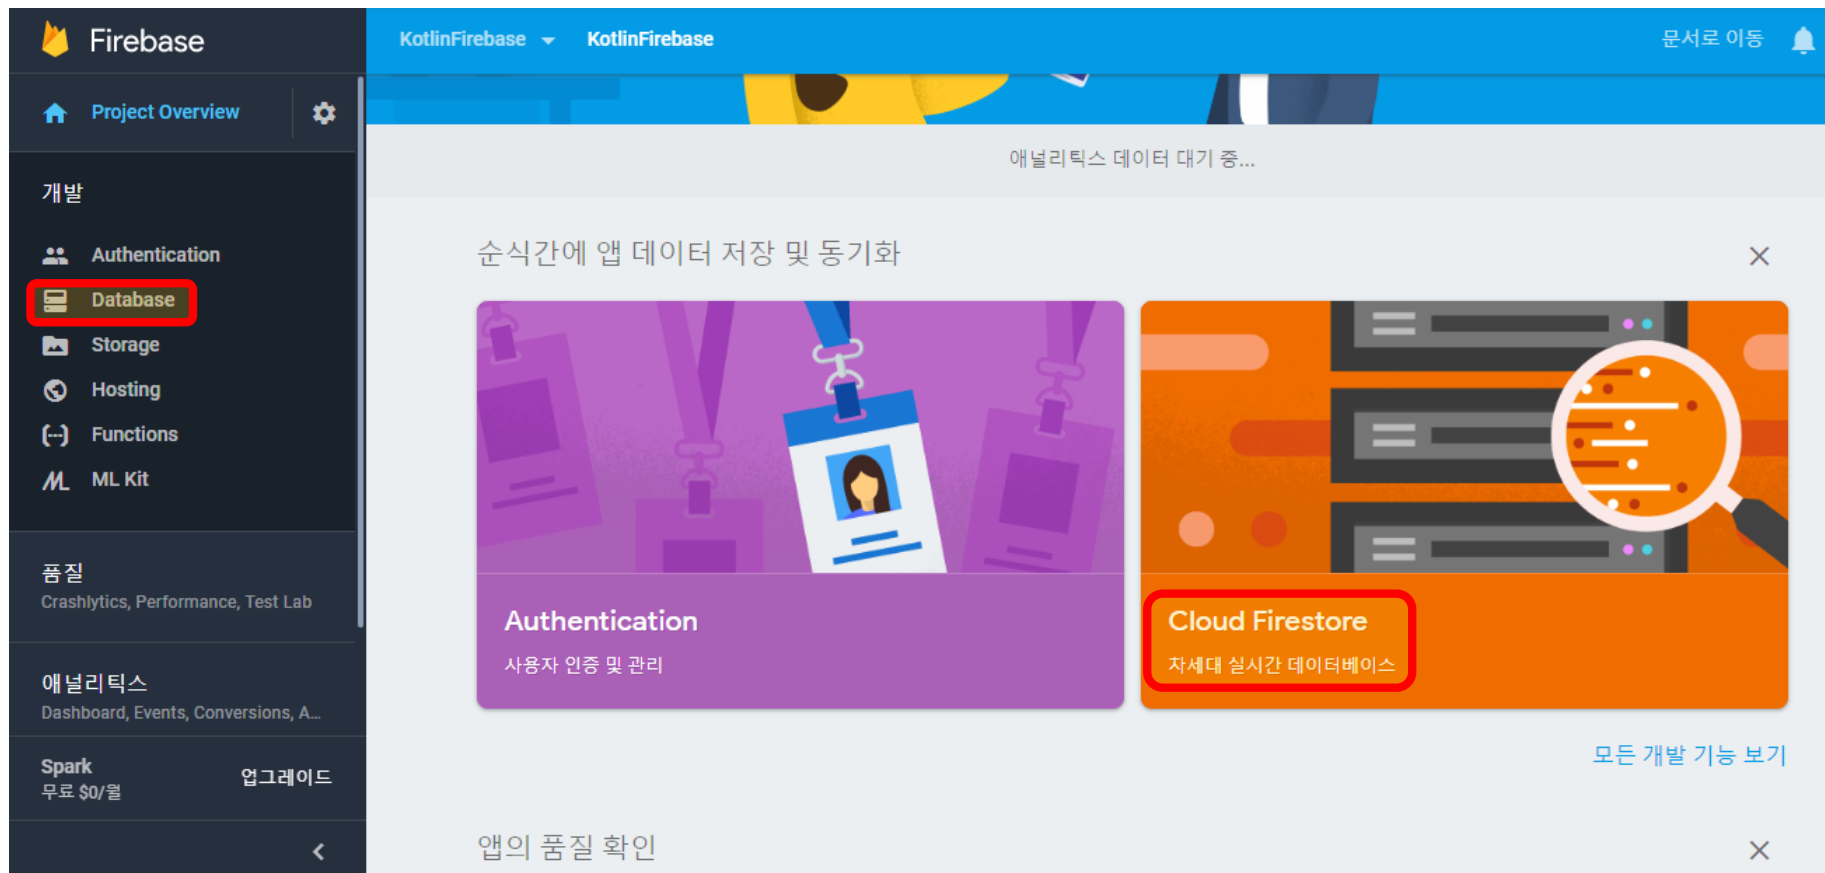 Firebase
KotlinFirebase KotlinFirebase
문서로 이동
Project Overview
애널리틱스 데이터 대기 중...
개발
Authentication
Database
Storage
Hosting
Functions
ML Kit
품질
Crashlytics, Performance, Test Lab
애널리틱스
Dashboard, Events, Conversions, A...
Spark
무료 $0/월
업그레이드
순식간에 앱 데이터 저장 및 동기화
Authentication
사용자 인증 및 관리
Cloud Firestore
차세대 실시간 데이터베이스
모든 개발 기능 보기
앱의 품질 확인